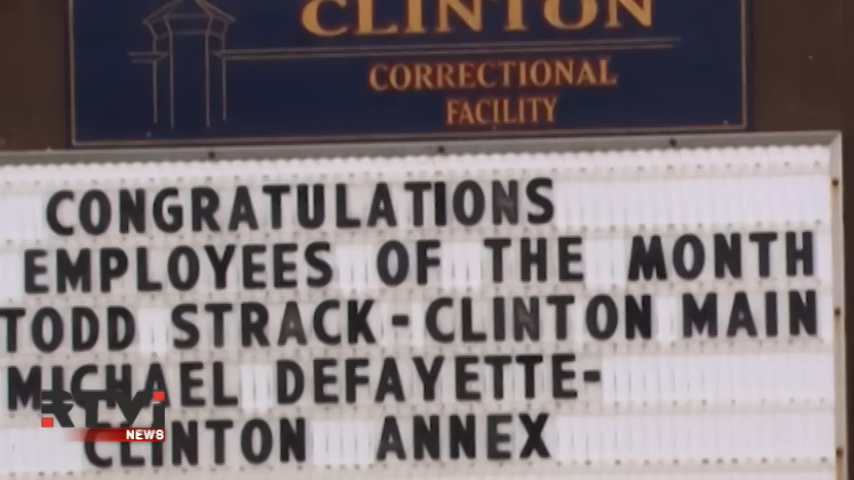 CLINTON
CORRECTIONAL
FACILITY
CONGRATULATIONS
EMPLOYEES OF THE MONTH
TODD STRACK-CLINTON MAIN
MICHAEL DEFAYETTE-
CLINTON ANNEX
RTVi
NEWS